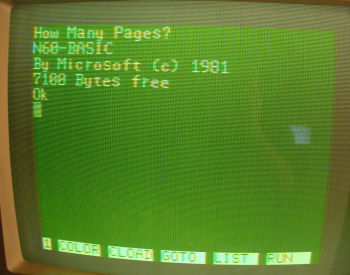 How Many Pages?
N60-BASIC
By Microsoft (c) 1981
7100 Bytes free
Ok
1 COLOR CLOAD GOTO LIST RUN